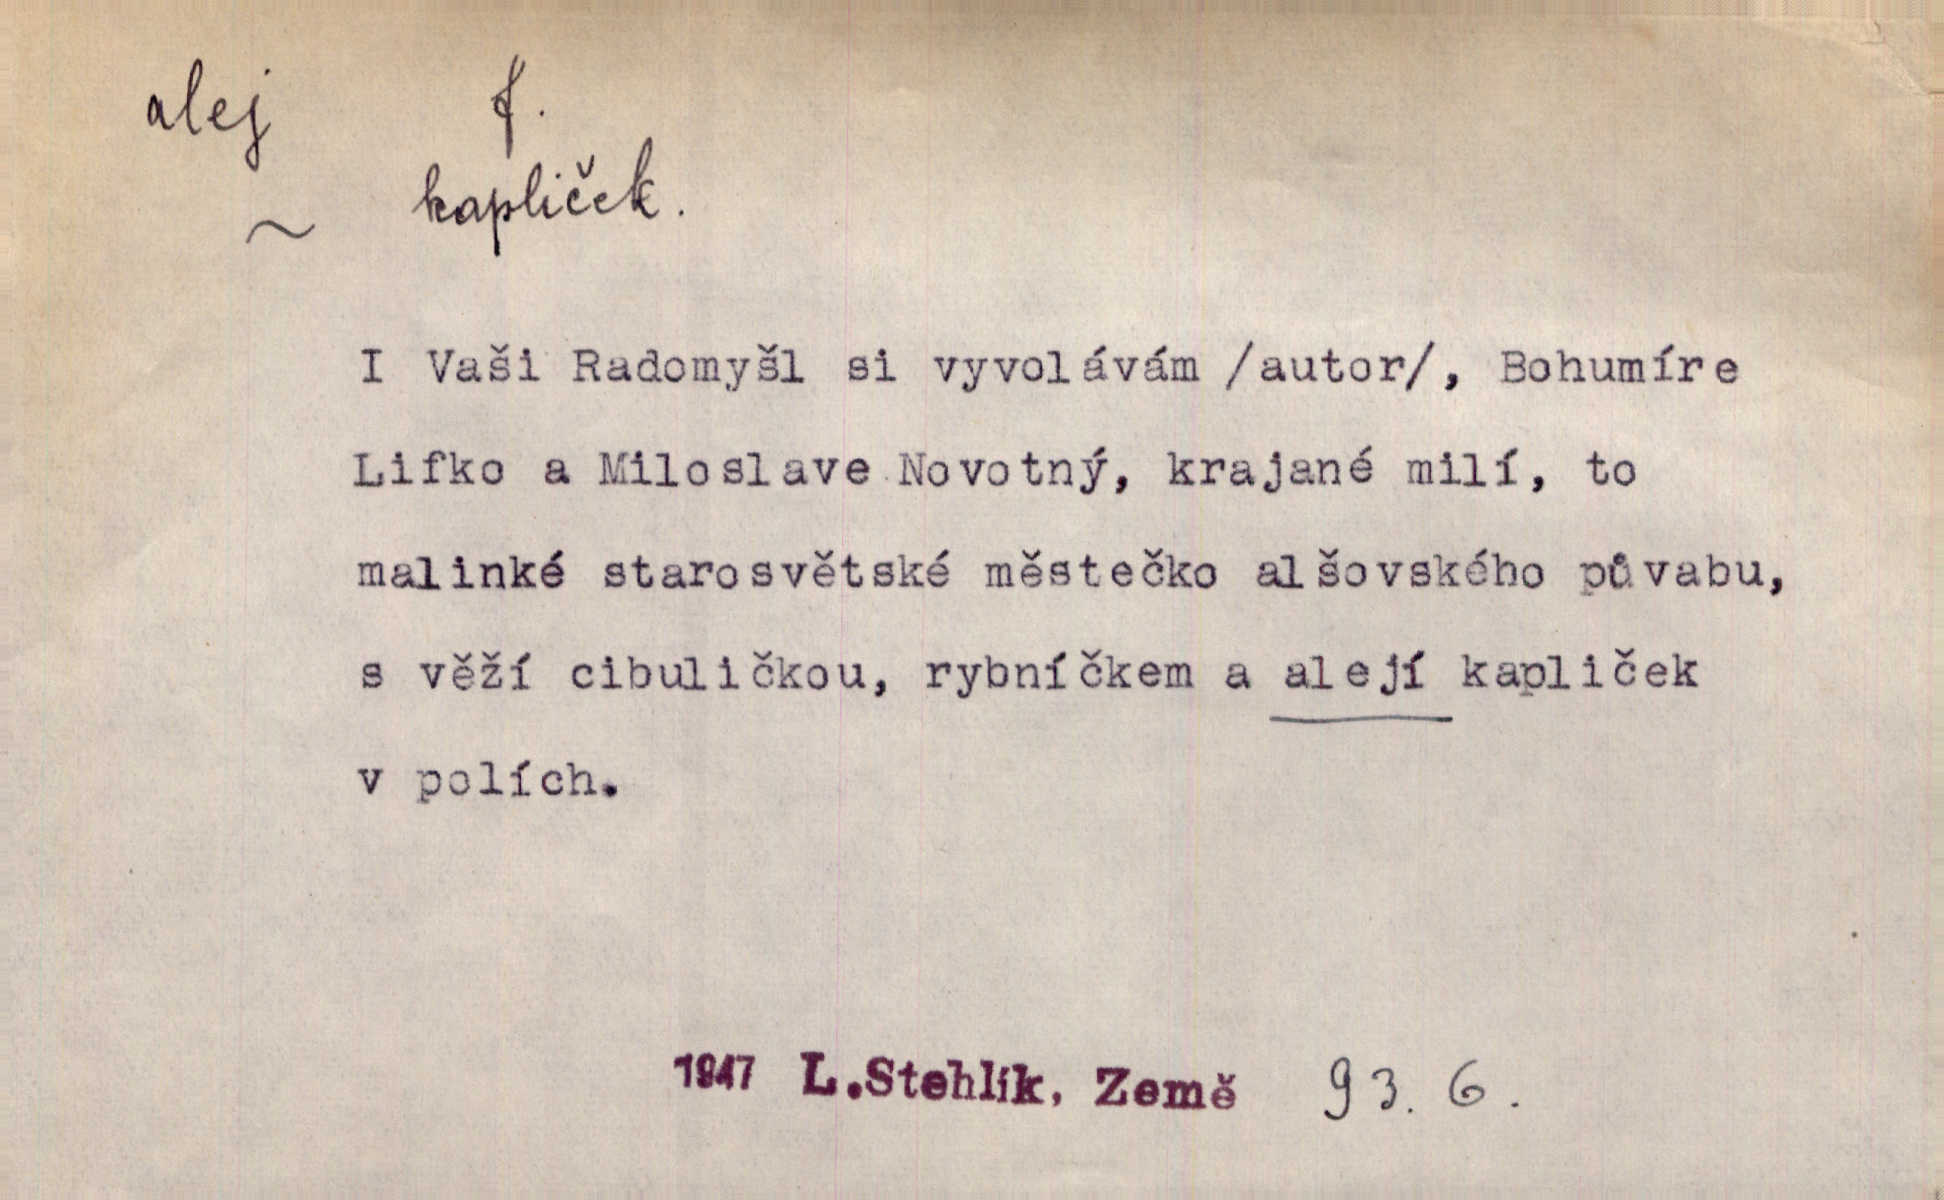 alej f.
~ kapliček.
I Vaši Radomyšl si vyvolávám /autor/, Bohumíre
Lifko a Miloslave Novotný, krajané milí, to
malinké starosvětské městečko alšovského půvabu,
s věží cibuličkou, rybníčkem a alejí kapliček
v polích.
1947 L.Stehlík, Země 93. 6.